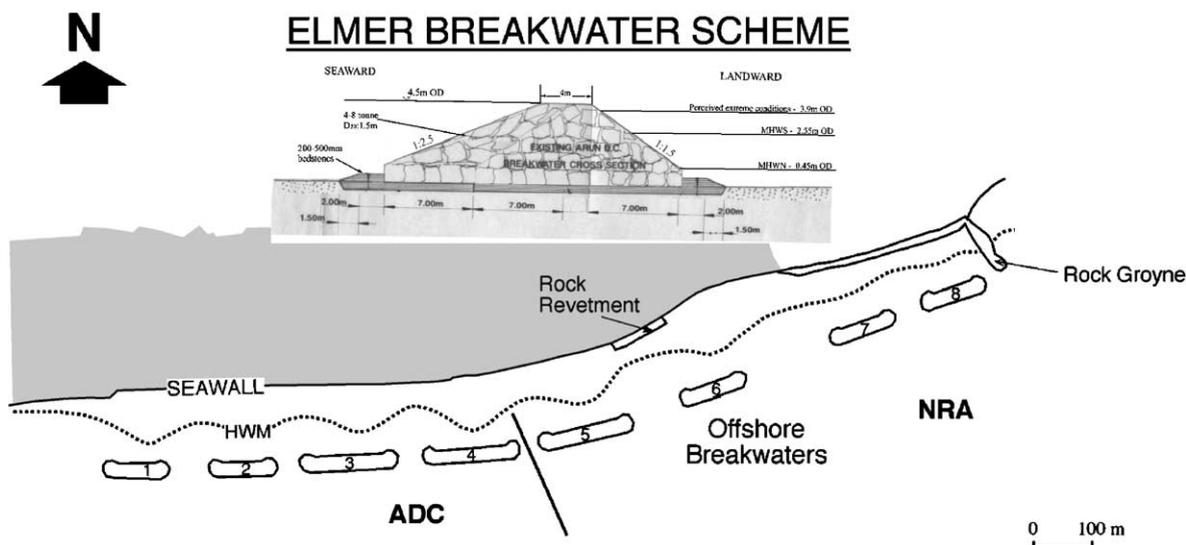 N
ELMER BREAKWATER SCHEME
SEAWARD
LANDWARD
4.5m OD
4m
Perceived extreme conditions - 3.9m OD
4-8 tonne
MHWS - 2.55m OD
1:2.5
1:1.5
EXISTING ARUN D.C.
BREAKWATER CROSS SECTION
200-500mm
bedstones
MHWN - 0.45m OD
2.00m
7.00m
7.00m
7.00m
2.00m
1.50m
1.50m
Rock
Revetment
Rock Groyne
SEAWALL
HWM
1
2
3
4
5
6
7
8
NRA
Offshore
Breakwaters
ADC
0 100 m